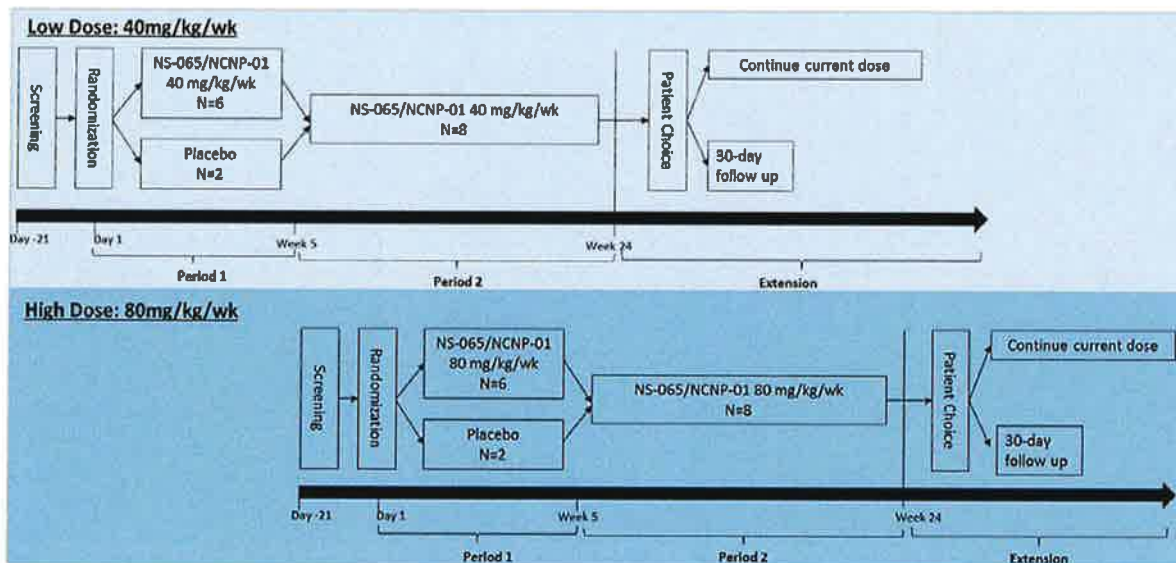 Low Dose: 40mg/kg/wk
Screening
Randomization
NS-065/NCNP-01
40 mg/kg/wk
N=6
Placebo
N=2
NS-065/NCNP-01 40 mg/kg/wk
N=8
Patient Choice
Continue current dose
30-day
follow up
Day -21
Day 1
Week 5
Week 24
Period 1
Period 2
Extension
High Dose: 80mg/kg/wk
Screening
Randomization
NS-065/NCNP-01
80 mg/kg/wk
N=6
Placebo
N=2
NS-065/NCNP-01 80 mg/kg/wk
N=8
Patient Choice
Continue current dose
30-day
follow up
Day -21
Day 1
Week 5
Week 24
Period 1
Period 2
Extension